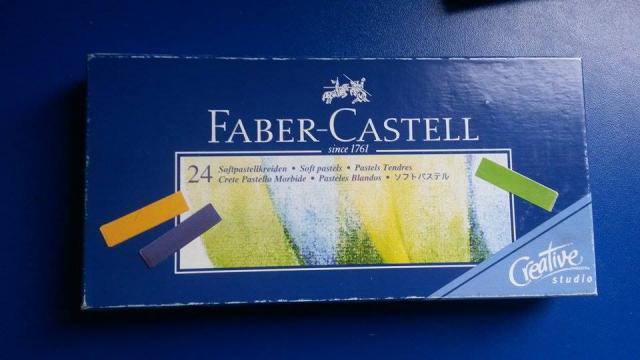 FABER-CASTELL
since 1761
24 Softpastellkreiden • Soft pastels • Pastels Tendres
Crete Pastello Morbide • Pasteles Blandos • ソフトパステル
Creative
studio